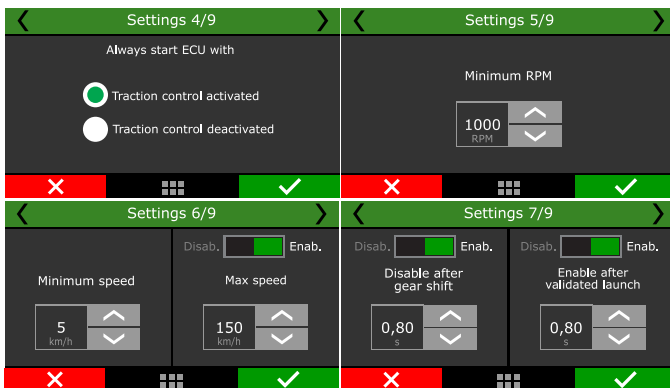 Settings 4/9
Always start ECU with
Traction control activated
Traction control deactivated
Settings 5/9
Minimum RPM
1000
RPM
Settings 6/9
Disab. Enab.
Minimum speed
Max speed
5
km/h
150
km/h
Settings 7/9
Disab. Enab.
Disable after
gear shift
0,80
s
Disab. Enab.
Enable after
validated launch
0,80
s